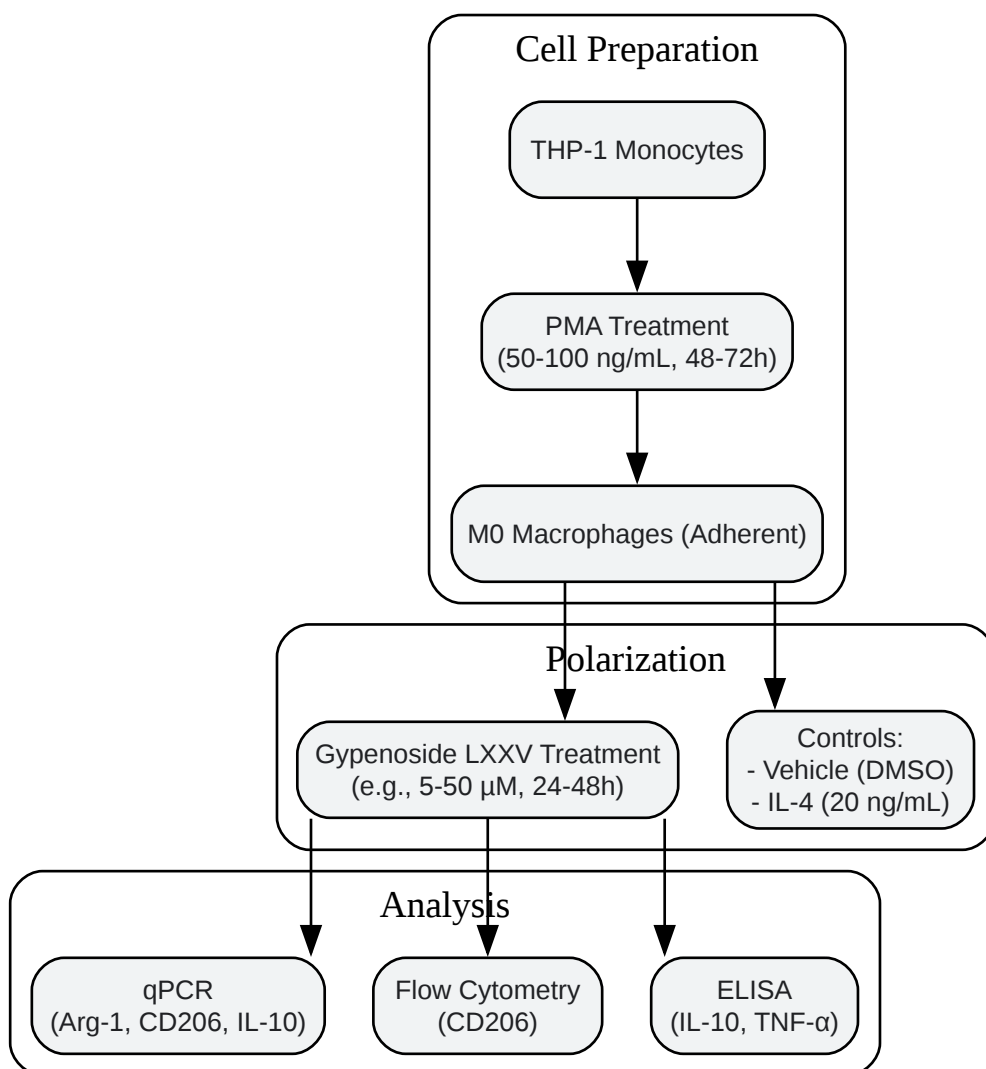 Cell Preparation
THP-1 Monocytes
PMA Treatment
(50-100 ng/mL, 48-72h)
M0 Macrophages (Adherent)
Polarization
Gypenoside LXXV Treatment
(e.g., 5-50 µM, 24-48h)
Controls:
- Vehicle (DMSO)
- IL-4 (20 ng/mL)
Analysis
qPCR
(Arg-1, CD206, IL-10)
Flow Cytometry
(CD206)
ELISA
(IL-10, TNF-α)